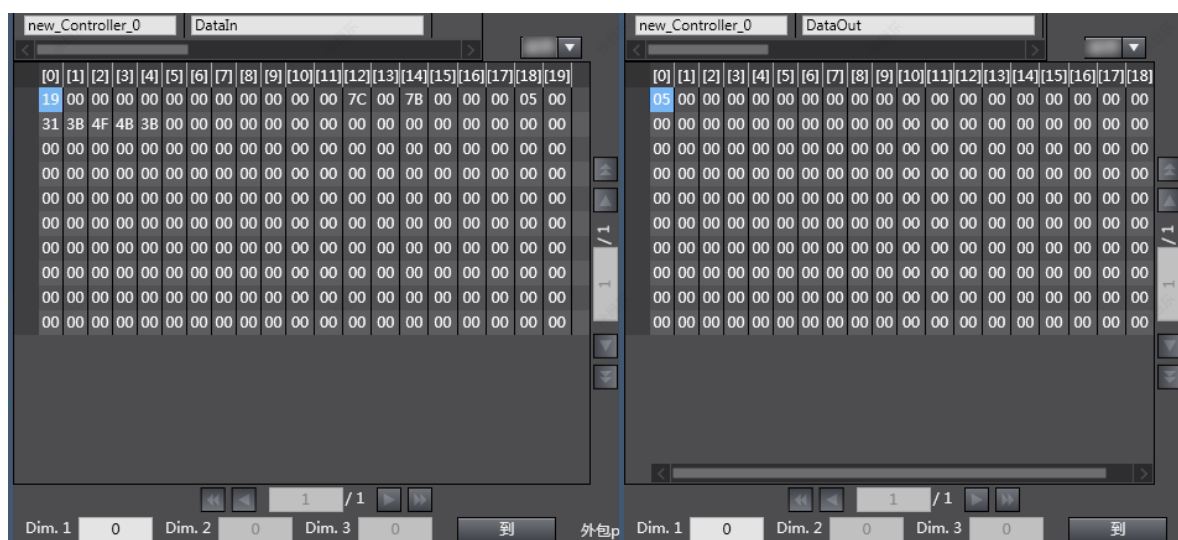 new_Controller_0 DataIn
[0] [1] [2] [3] [4] [5] [6] [7] [8] [9] [10] [11] [12] [13] [14] [15] [16] [17] [18] [19]
19 00 00 00 00 00 00 00 00 00 00 00 7C 00 7B 00 00 00 05 00
31 3B 4F 4B 3B 00 00 00 00 00 00 00 00 00 00 00 00 00 00 00
00 00 00 00 00 00 00 00 00 00 00 00 00 00 00 00 00 00 00 00
00 00 00 00 00 00 00 00 00 00 00 00 00 00 00 00 00 00 00 00
00 00 00 00 00 00 00 00 00 00 00 00 00 00 00 00 00 00 00 00
00 00 00 00 00 00 00 00 00 00 00 00 00 00 00 00 00 00 00 00
00 00 00 00 00 00 00 00 00 00 00 00 00 00 00 00 00 00 00 00
00 00 00 00 00 00 00 00 00 00 00 00 00 00 00 00 00 00 00 00
00 00 00 00 00 00 00 00 00 00 00 00 00 00 00 00 00 00 00 00
00 00 00 00 00 00 00 00 00 00 00 00 00 00 00 00 00 00 00 00
1 / 1
1 / 1
Dim. 1 0 Dim. 2 0 Dim. 3 0 到
外包p
new_Controller_0 DataOut
[0] [1] [2] [3] [4] [5] [6] [7] [8] [9] [10] [11] [12] [13] [14] [15] [16] [17] [18]
05 00 00 00 00 00 00 00 00 00 00 00 00 00 00 00 00 00 00
00 00 00 00 00 00 00 00 00 00 00 00 00 00 00 00 00 00 00
00 00 00 00 00 00 00 00 00 00 00 00 00 00 00 00 00 00 00
00 00 00 00 00 00 00 00 00 00 00 00 00 00 00 00 00 00 00
00 00 00 00 00 00 00 00 00 00 00 00 00 00 00 00 00 00 00
00 00 00 00 00 00 00 00 00 00 00 00 00 00 00 00 00 00 00
00 00 00 00 00 00 00 00 00 00 00 00 00 00 00 00 00 00 00
00 00 00 00 00 00 00 00 00 00 00 00 00 00 00 00 00 00 00
00 00 00 00 00 00 00 00 00 00 00 00 00 00 00 00 00 00 00
00 00 00 00 00 00 00 00 00 00 00 00 00 00 00 00 00 00 00
1 / 1
1 / 1
Dim. 1 0 Dim. 2 0 Dim. 3 0 到